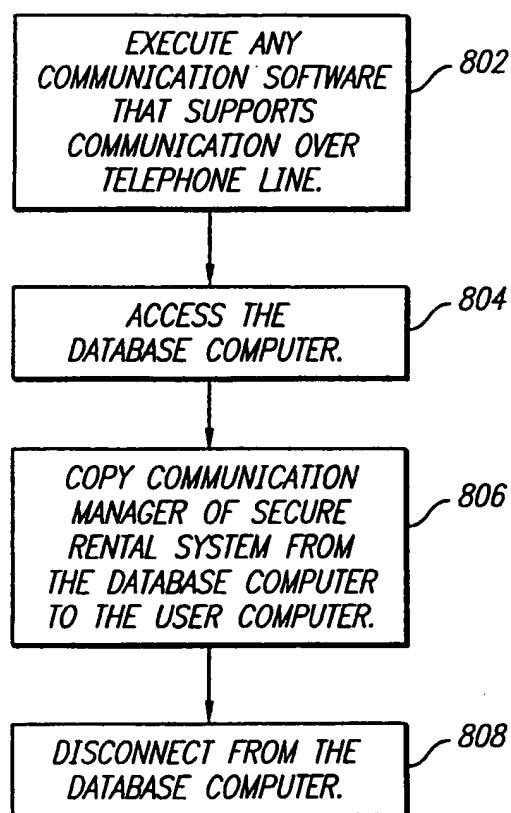 EXECUTE ANY
COMMUNICATION SOFTWARE
THAT SUPPORTS
COMMUNICATION OVER
TELEPHONE LINE.
802
ACCESS THE
DATABASE COMPUTER.
804
COPY COMMUNICATION
MANAGER OF SECURE
RENTAL SYSTEM FROM
THE DATABASE COMPUTER
TO THE USER COMPUTER.
806
DISCONNECT FROM THE
DATABASE COMPUTER.
808